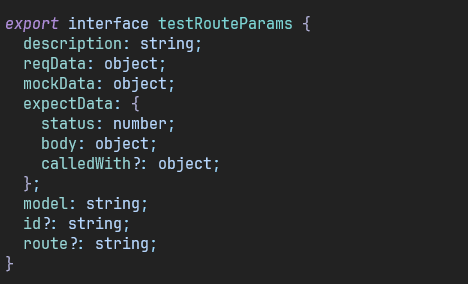 export interface testRouteParams {
  description: string;
  reqData: object;
  mockData: object;
  expectData: {
    status: number;
    body: object;
    calledWith?: object;
  };
  model: string;
  id?: string;
  route?: string;
}